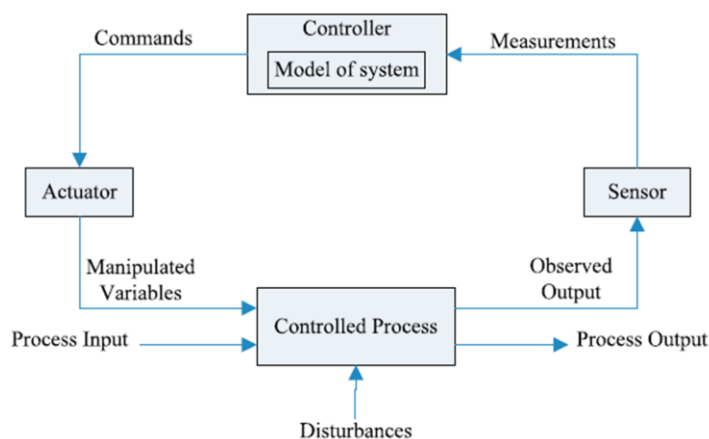 Controller
Model of system
Commands
Measurements
Actuator
Sensor
Manipulated
Variables
Observed
Output
Controlled Process
Process Input
Process Output
Disturbances